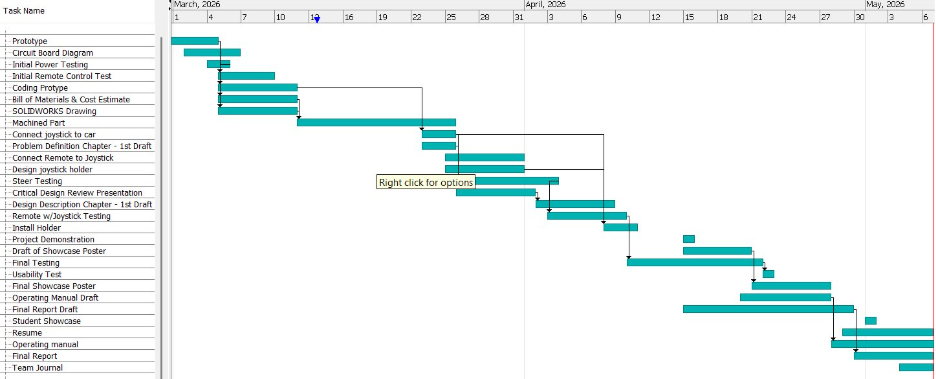 March, 2026 April, 2026 May, 2026
Task Name
1 4 7 10 13 16 19 22 25 28 31 3 6 9 12 15 18 21 24 27 30 3 6
Prototype
Circuit Board Diagram
Initial Power Testing
Initial Remote Control Test
Coding Protype
Bill of Materials & Cost Estimate
SOLIDWORKS Drawing
Machined Part
Connect joystick to car
Problem Definition Chapter - 1st Draft
Connect Remote to Joystick
Design joystick holder
Steer Testing
Right click for options
Critical Design Review Presentation
Design Description Chapter - 1st Draft
Remote w/Joystick Testing
Install Holder
Project Demonstration
Draft of Showcase Poster
Final Testing
Usability Test
Final Showcase Poster
Operating Manual Draft
Final Report Draft
Student Showcase
Resume
Operating manual
Final Report
Team Journal